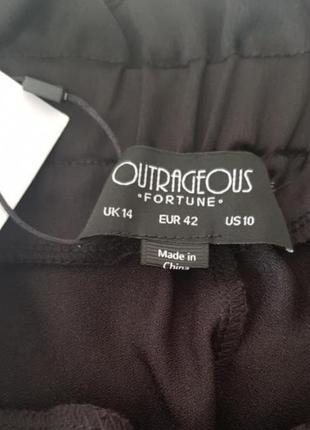 OUTRAGEOUS
•FORTUNE•
UK 14 EUR 42 US 10
Made in
China